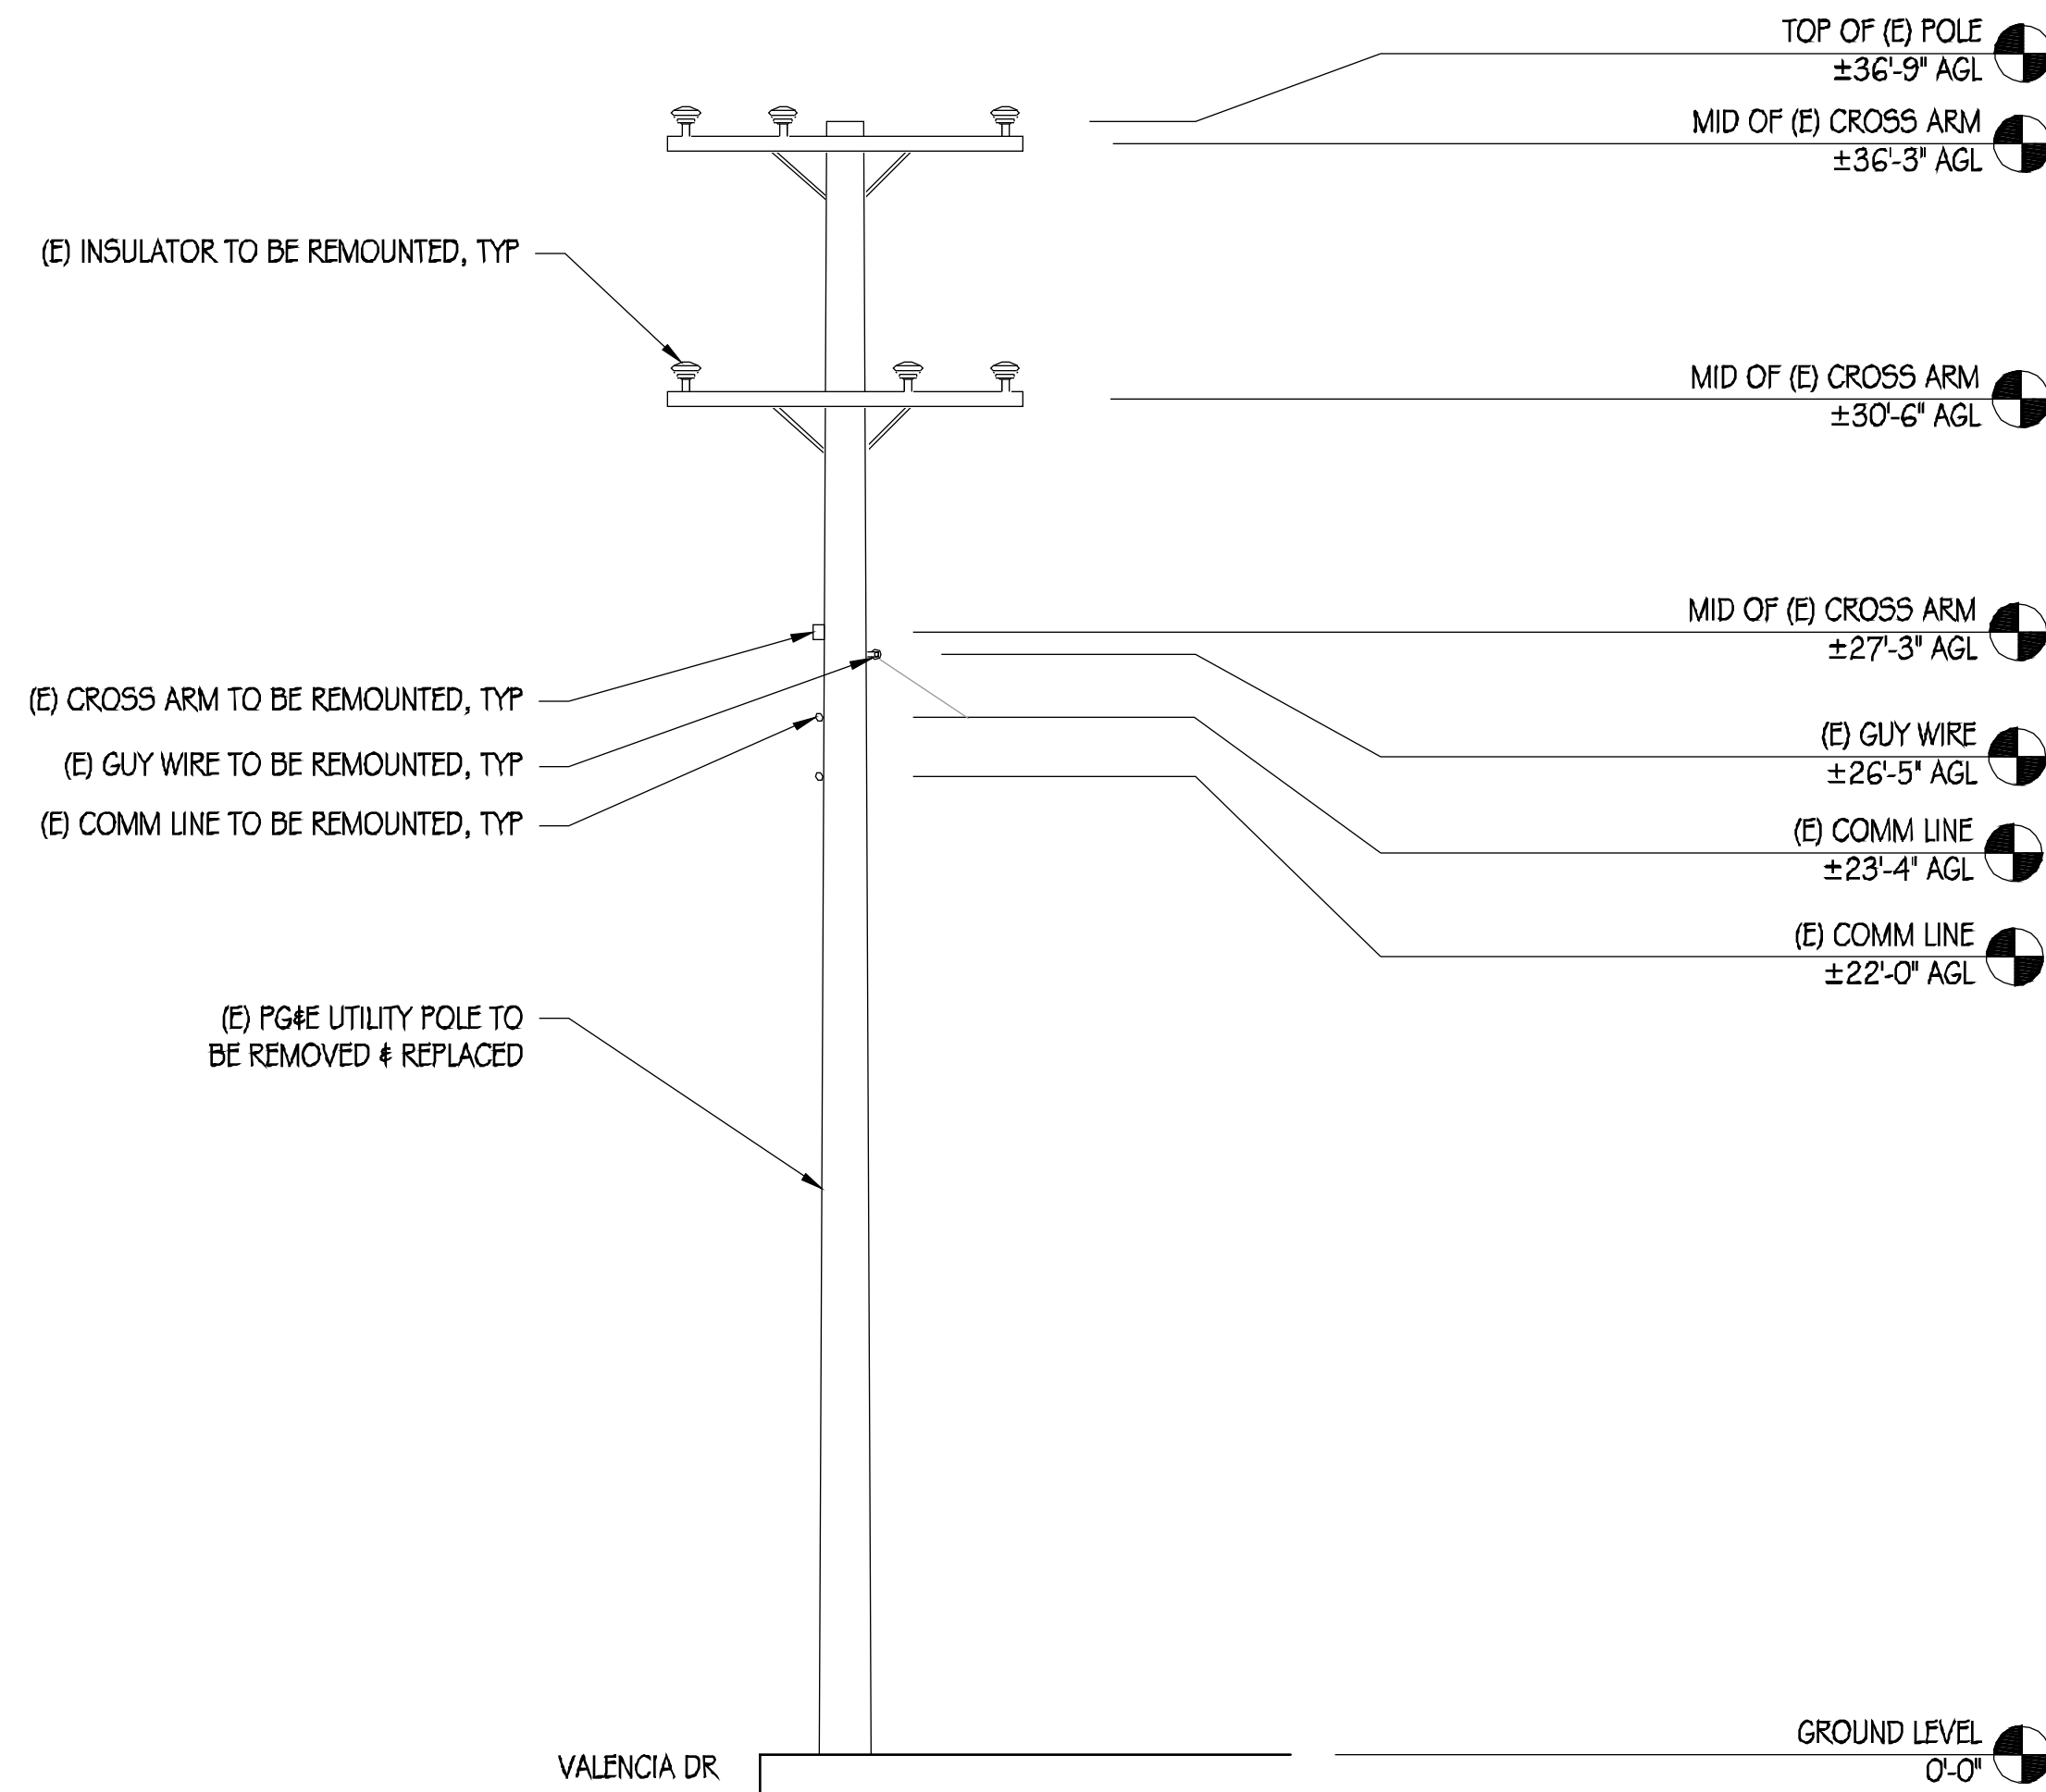 TOP OF (E) POLE
±36'-9" AGL
MID OF (E) CROSS ARM
±36'-3" AGL
(E) INSULATOR TO BE REMOUNTED, TYP
MID OF (E) CROSS ARM
±30'-6" AGL
MID OF (E) CROSS ARM
±27'-3" AGL
(E) CROSS ARM TO BE REMOUNTED, TYP
(E) GUY WIRE
±26'-5" AGL
(E) GUY WIRE TO BE REMOUNTED, TYP
(E) COMM LINE TO BE REMOUNTED, TYP
(E) COMM LINE
±23'-4" AGL
(E) COMM LINE
±22'-0" AGL
(E) PG&E UTILITY POLE TO
BE REMOVED & REPLACED
GROUND LEVEL
0'-0"
VALENCIA DR